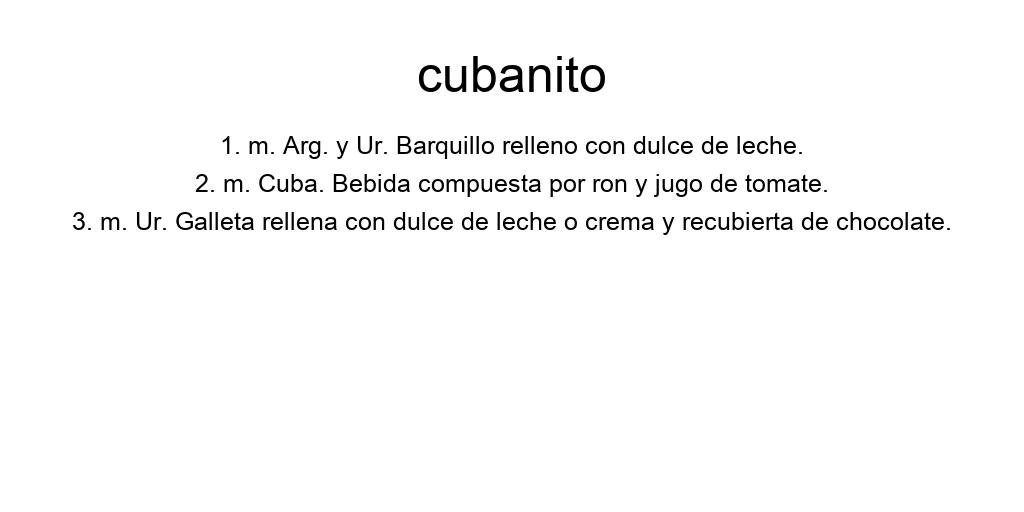 cubanito
1. m. Arg. y Ur. Barquillo relleno con dulce de leche.
2. m. Cuba. Bebida compuesta por ron y jugo de tomate.
3. m. Ur. Galleta rellena con dulce de leche o crema y recubierta de chocolate.